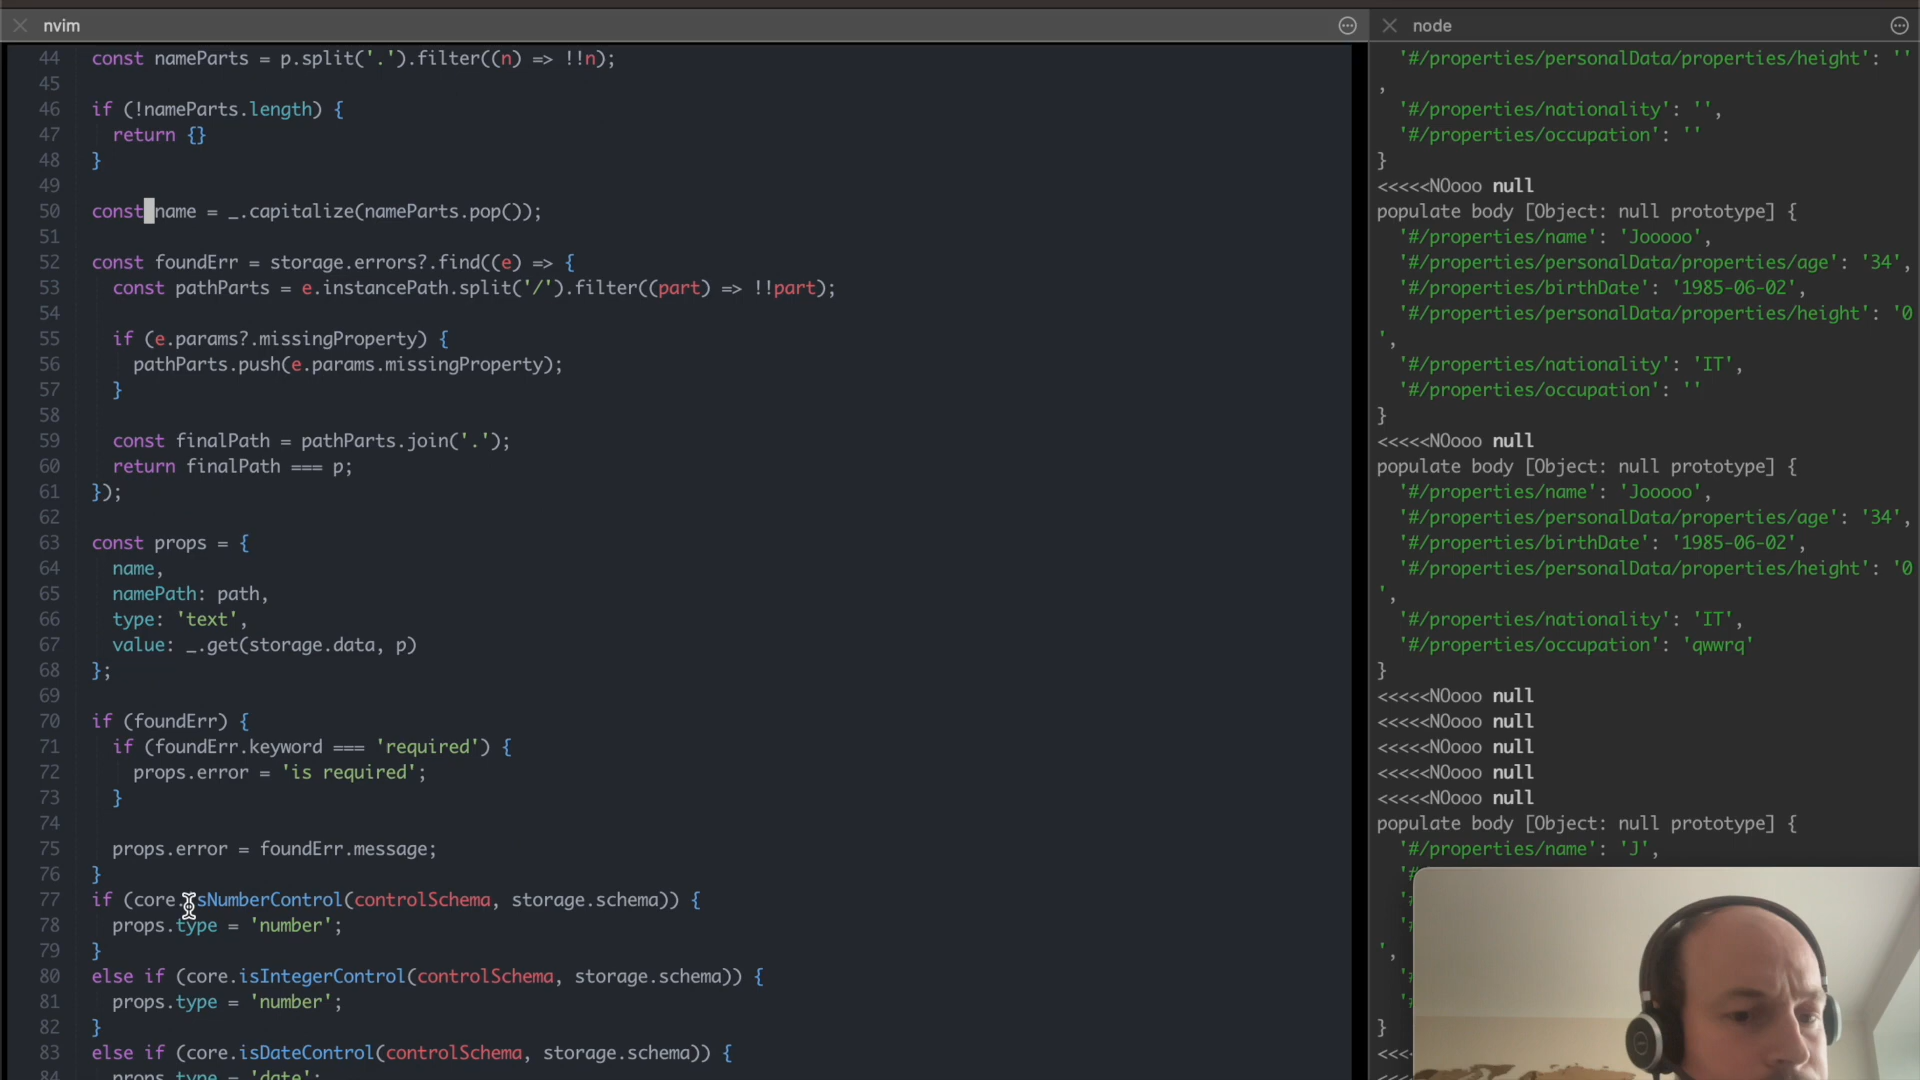 nvim
44 const nameParts = p.split('.').filter((n) => !!n);
45
46 if (!nameParts.length) {
47 return {}
48 }
49
50 const name = _.capitalize(nameParts.pop());
51
52 const foundErr = storage.errors?.find((e) => {
53 const pathParts = e.instancePath.split('/').filter((part) => !!part);
54
55 if (e.params?.missingProperty) {
56 pathParts.push(e.params.missingProperty);
57 }
58
59 const finalPath = pathParts.join('.');
60 return finalPath === p;
61 });
62
63 const props = {
64 name,
65 namePath: path,
66 type: 'text',
67 value: _.get(storage.data, p)
68 };
69
70 if (foundErr) {
71 if (foundErr.keyword === 'required') {
72 props.error = 'is required';
73 }
74
75 props.error = foundErr.message;
76 }
77 if (core.isNumberControl(controlSchema, storage.schema)) {
78 props.type = 'number';
79 }
80 else if (core.isIntegerControl(controlSchema, storage.schema)) {
81 props.type = 'number';
82 }
83 else if (core.isDateControl(controlSchema, storage.schema)) {
84 props.type = 'date';
node
'#/properties/personalData/properties/height': ''
,
'#/properties/nationality': '',
'#/properties/occupation': ''
}
<<<<<NOooo null
populate body [Object: null prototype] {
'#/properties/name': 'Jooooo',
'#/properties/personalData/properties/age': '34',
'#/properties/birthDate': '1985-06-02',
'#/properties/personalData/properties/height': '0
',
'#/properties/nationality': 'IT',
'#/properties/occupation': ''
}
<<<<<NOooo null
populate body [Object: null prototype] {
'#/properties/name': 'Jooooo',
'#/properties/personalData/properties/age': '34',
'#/properties/birthDate': '1985-06-02',
'#/properties/personalData/properties/height': '0
',
'#/properties/nationality': 'IT',
'#/properties/occupation': 'qwwrq'
}
<<<<<NOooo null
<<<<<NOooo null
<<<<<NOooo null
<<<<<NOooo null
<<<<<NOooo null
populate body [Object: null prototype] {
'#/properties/name': 'J',
',
}
<<<